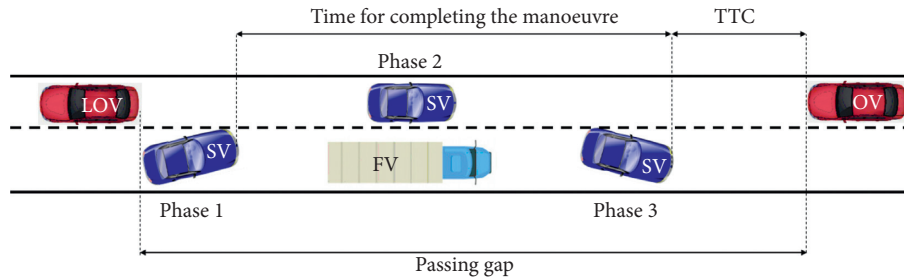 Time for completing the manoeuvre
TTC
Phase 2
LOV
SV
OV
SV
FV
SV
Phase 1
Phase 3
Passing gap